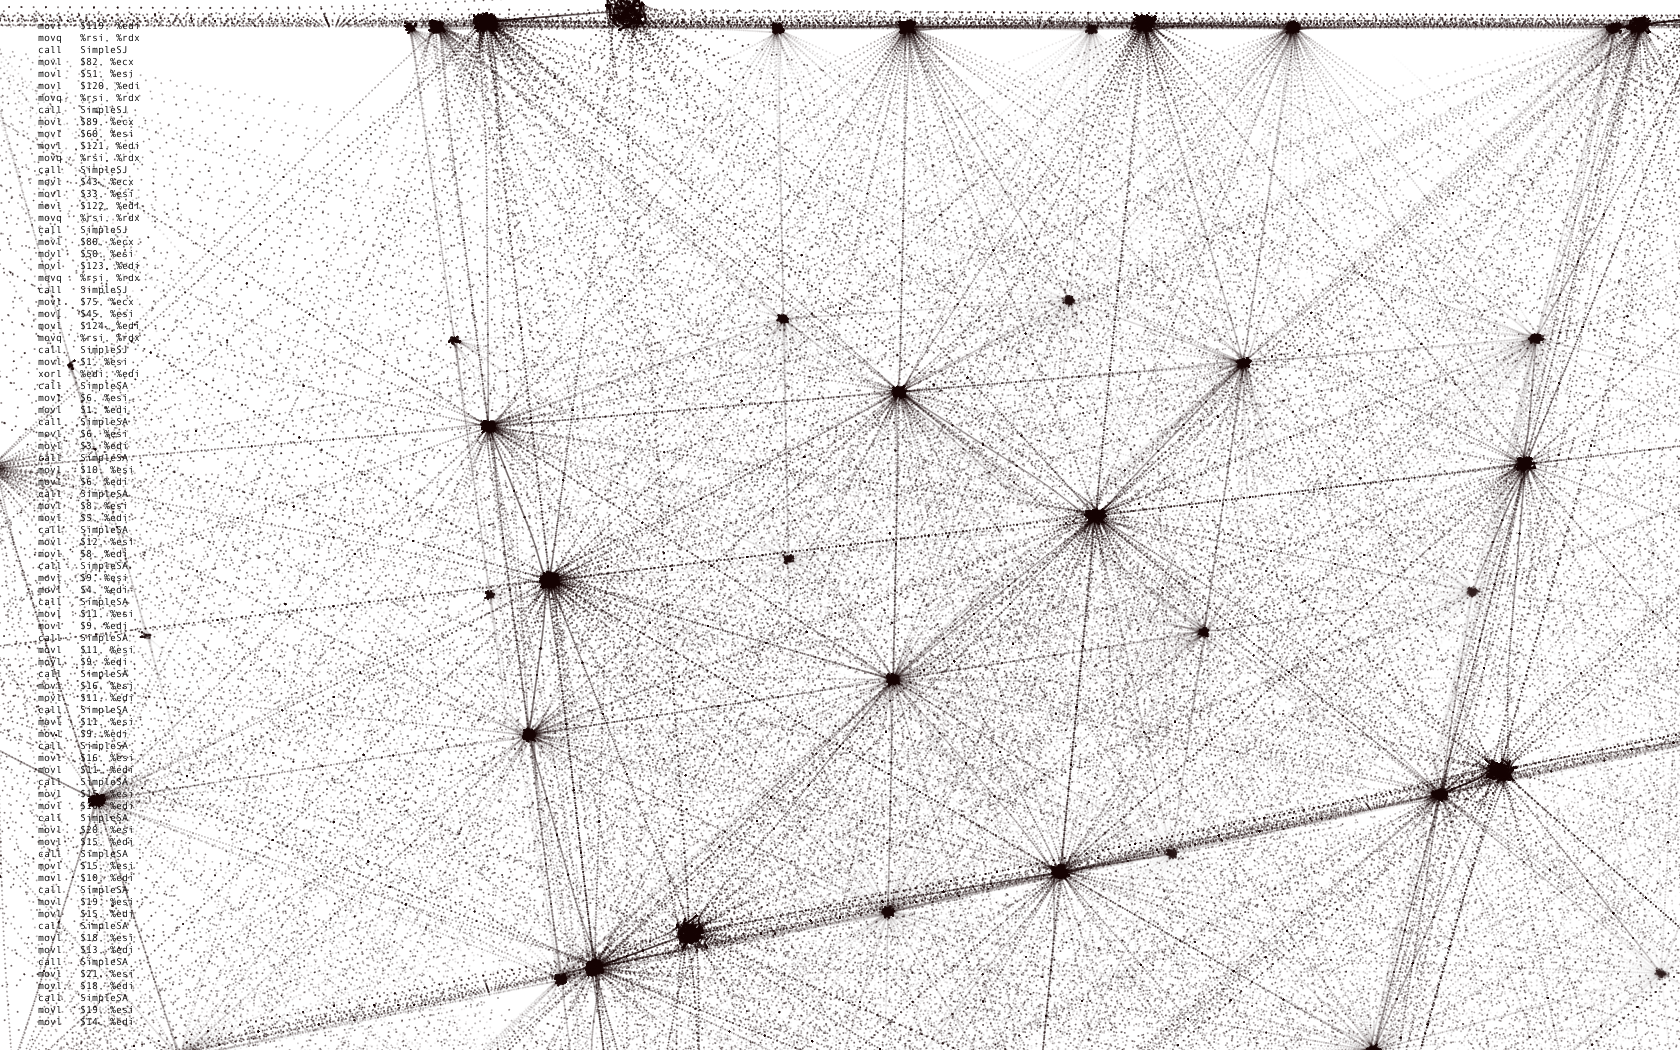 movq %rsi, %rdx
call SimpleSJ
movl $82, %ecx
movl $51, %esi
movl $120, %edi
movq %rsi, %rdx
call SimpleSJ
movl $89, %ecx
movl $60, %esi
movl $121, %edi
movq %rsi, %rdx
call SimpleSJ
movl $43, %ecx
movl $33, %esi
movl $122, %edi
movq %rsi, %rdx
call SimpleSJ
movl $80, %ecx
movl $50, %esi
movl $123, %edi
movq %rsi, %rdx
call SimpleSJ
movl $75, %ecx
movl $45, %esi
movl $124, %edi
movq %rsi, %rdx
call SimpleSJ
movl $1, %esi
xorl %edi, %edi
call SimpleSA
movl $6, %esi
movl $1, %edi
call SimpleSA
movl $6, %esi
movl $3, %edi
call SimpleSA
movl $10, %esi
movl $6, %edi
call SimpleSA
movl $8, %esi
movl $5, %edi
call SimpleSA
movl $12, %esi
movl $8, %edi
call SimpleSA
movl $9, %esi
movl $4, %edi
call SimpleSA
movl $11, %esi
movl $9, %edi
call SimpleSA
movl $11, %esi
movl $9, %edi
call SimpleSA
movl $16, %esi
movl $11, %edi
call SimpleSA
movl $11, %esi
movl $9, %edi
call SimpleSA
movl $16, %esi
movl $11, %edi
call SimpleSA
movl %esi
movl %edi
call SimpleSA
movl $20, %esi
movl $15, %edi
call SimpleSA
movl $15, %esi
movl $10, %edi
call SimpleSA
movl $19, %esi
movl $15, %edi
call SimpleSA
movl $18, %esi
movl $13, %edi
call SimpleSA
movl $21, %esi
movl $18, %edi
call SimpleSA
movl $19, %esi
movl $14, %edi